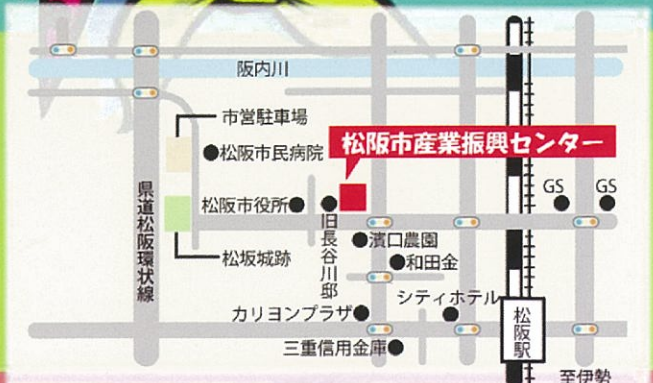 阪内川
市営駐車場
松阪市民病院
松阪市産業振興センター
県道松阪環状線
松阪市役所
旧長谷川邸
GS
GS
濱口農園
松坂城跡
和田金
シティホテル
カリヨンプラザ
松阪駅
三重信用金庫
至伊勢